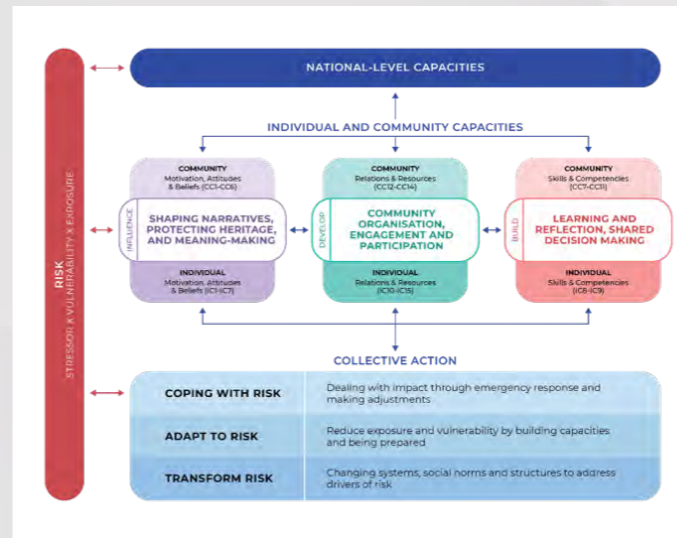 RISK
STRESSOR X VULNERABILITY X EXPOSURE
NATIONAL-LEVEL CAPACITIES
INDIVIDUAL AND COMMUNITY CAPACITIES
COMMUNITY
Motivation, Attitudes
& Beliefs (CC1-CC6)
INFLUENCE
SHAPING NARRATIVES,
PROTECTING HERITAGE,
AND MEANING-MAKING
INDIVIDUAL
Motivation, Attitudes
& Beliefs (IC1-IC7)
COMMUNITY
Relations & Resources
(CC12-CC14)
DEVELOP
COMMUNITY
ORGANISATION,
ENGAGEMENT AND
PARTICIPATION
INDIVIDUAL
Relations & Resources
(IC10-IC15)
COMMUNITY
Skills & Competencies
(CC7-CC11)
BUILD
LEARNING AND
REFLECTION, SHARED
DECISION MAKING
INDIVIDUAL
Skills & Competencies
(IC8-IC9)
COLLECTIVE ACTION
COPING WITH RISK
Dealing with impact through emergency response and
making adjustments
ADAPT TO RISK
Reduce exposure and vulnerability by building capacities
and being prepared
TRANSFORM RISK
Changing systems, social norms and structures to address
drivers of risk